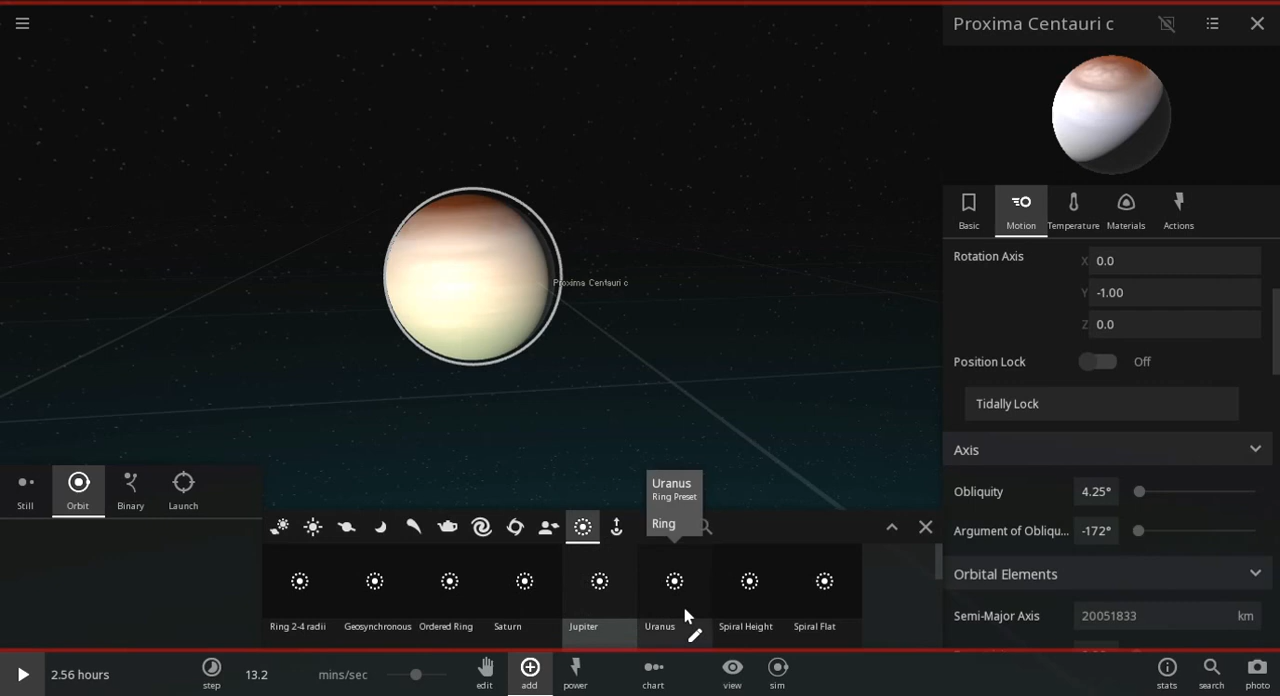 Proxima Centauri c
Proxima Centauri c
Basic
Motion
Temperature
Materials
Actions
Rotation Axis
X 0.0
Y -1.00
Z 0.0
Position Lock Off
Tidally Lock
Axis
Obliquity 4.25°
Argument of Obliqu... -172°
Orbital Elements
Semi-Major Axis 20051833 km
Still
Orbit
Binary
Launch
Uranus
Ring Preset
Ring
Ring 2-4 radii
Geosynchronous
Ordered Ring
Saturn
Jupiter
Uranus
Spiral Height
Spiral Flat
2.56 hours
step
13.2 mins/sec
edit
add
power
chart
view
sim
stats
search
photo